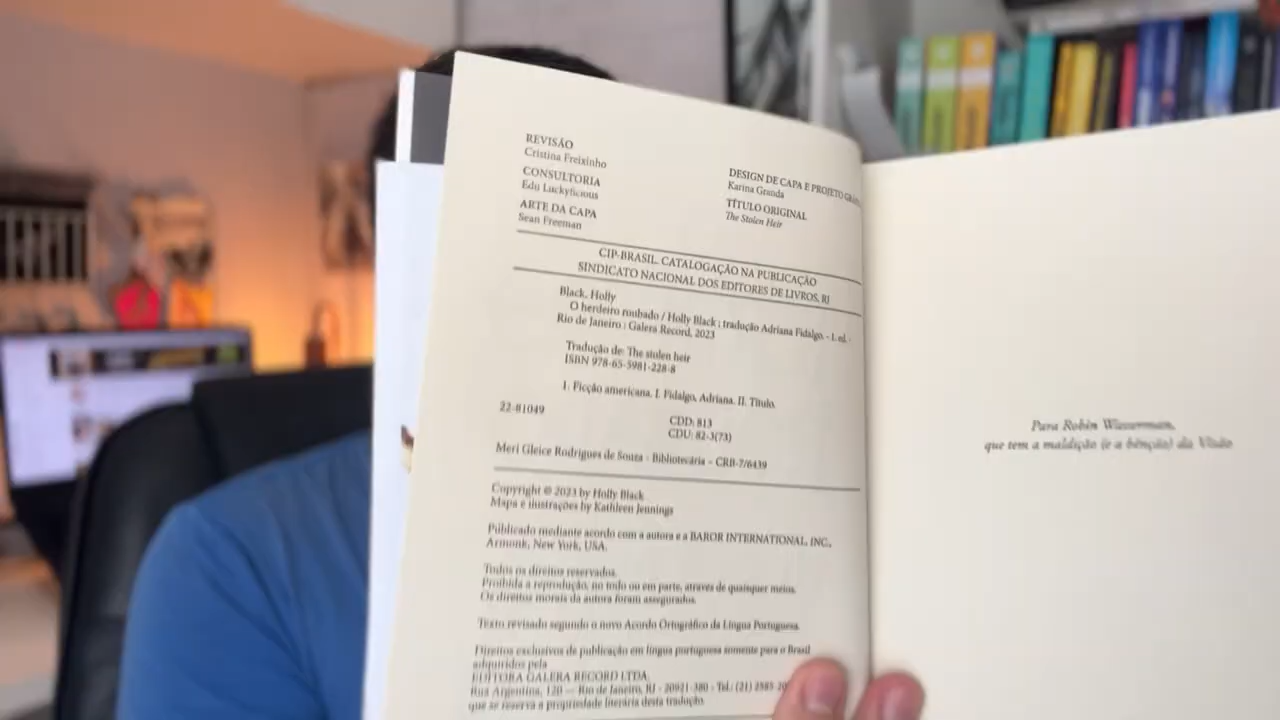 REVISÃO
Cristina Freixinho
CONSULTORIA
Edu Luckyficious
ARTE DA CAPA
Sean Freeman
DESIGN DE CAPA E PROJETO
Karina Granda
TÍTULO ORIGINAL
The Stolen Heir
CIP-BRASIL. CATALOGAÇÃO NA PUBLICAÇÃO
SINDICATO NACIONAL DOS EDITORES DE LIVROS, RJ
Black, Holly
O herdeiro roubado / Holly Black ; tradução Adriana Fidalgo. - 1. ed. -
Rio de Janeiro : Galera Record, 2023
Tradução de: The stolen heir
ISBN 978-65-5981-228-8
1. Ficção americana. I. Fidalgo, Adriana. II. Título.
22-81049
CDD: 813
CDU: 82-3(73)
Meri Gleice Rodrigues de Souza - Bibliotecária - CRB-7/6439
Copyright © 2023 by Holly Black
Mapa e ilustrações by Kathleen Jennings
Publicado mediante acordo com a autora e a BAROR INTERNATIONAL, INC.,
Armonk, New York, USA.
Todos os direitos reservados.
Proibida a reprodução, no todo ou em parte, através de quaisquer meios.
Os direitos morais da autora foram assegurados.
Texto revisado segundo o novo Acordo Ortográfico da Língua Portuguesa.
Direitos exclusivos de publicação em língua portuguesa somente para o Brasil
adquiridos pela
EDITORA GALERA RECORD LTDA.
Rua Argentina, 120 — Rio de Janeiro, RJ - 20921-380 - Tel.: (21) 2585-20
que se reserva a propriedade literária desta tradução.
Para Robin Wasserman,
que tem a maldição (e a bênção) da Visão